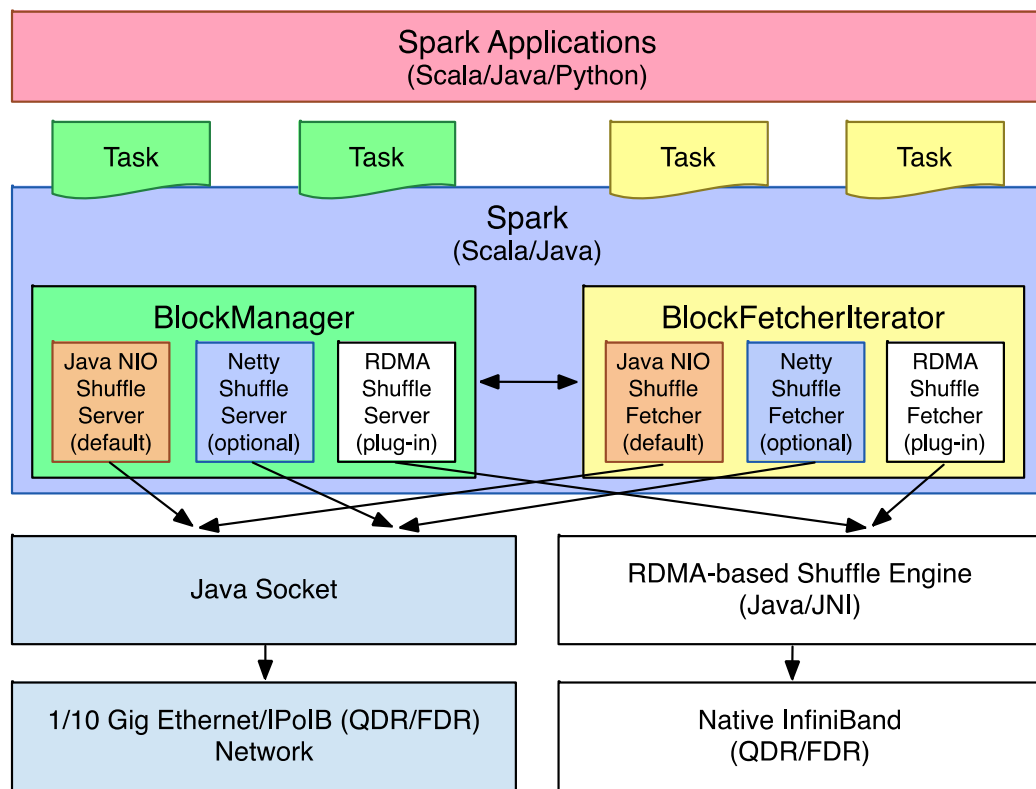 Spark Applications
(Scala/Java/Python)
Task
Task
Task
Task
Spark
(Scala/Java)
BlockManager
Java NIO
Shuffle
Server
(default)
Netty
Shuffle
Server
(optional)
RDMA
Shuffle
Server
(plug-in)
BlockFetcherIterator
Java NIO
Shuffle
Fetcher
(default)
Netty
Shuffle
Fetcher
(optional)
RDMA
Shuffle
Fetcher
(plug-in)
Java Socket
RDMA-based Shuffle Engine
(Java/JNI)
1/10 Gig Ethernet/IPoIB (QDR/FDR)
Network
Native InfiniBand
(QDR/FDR)